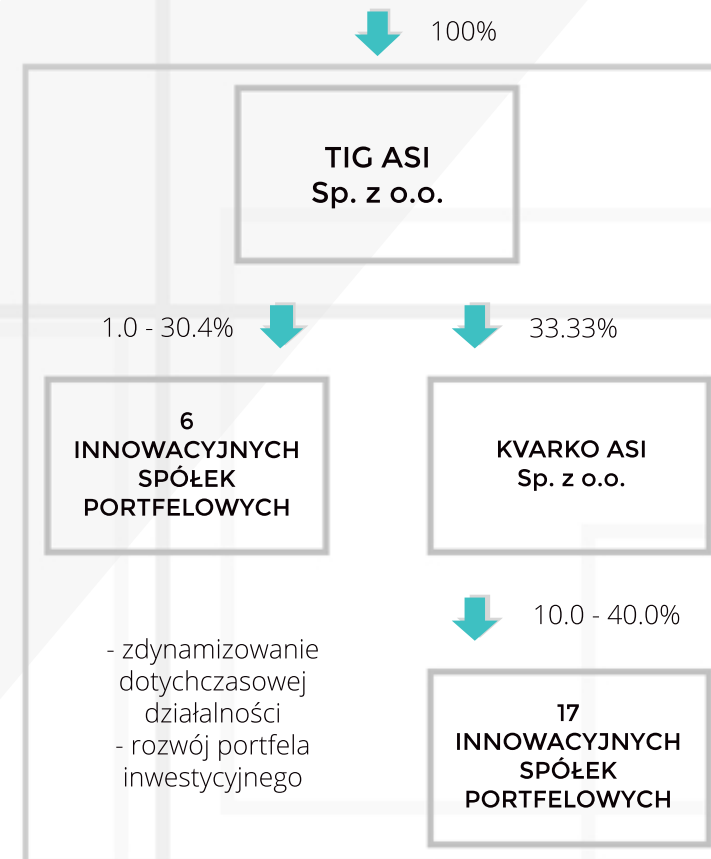 100%
TIG ASI
Sp. z o.o.
1.0 - 30.4%
33.33%
6
INNOWACYJNYCH
SPÓŁEK
PORTFELOWYCH
KVARKO ASI
Sp. z o.o.
10.0 - 40.0%
- zdynamizowanie
dotychczasowej
działalności
- rozwój portfela
inwestycyjnego
17
INNOWACYJNYCH
SPÓŁEK
PORTFELOWYCH